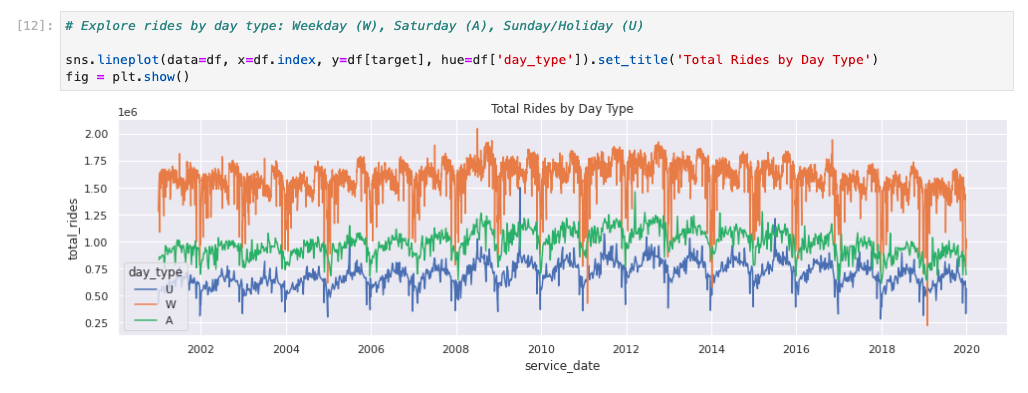 [12]: # Explore rides by day type: Weekday (W), Saturday (A), Sunday/Holiday (U)
sns.lineplot(data=df, x=df.index, y=df[target], hue=df['day_type']).set_title('Total Rides by Day Type')
fig = plt.show()
Total Rides by Day Type
1e6
2.00
1.75
1.50
1.25
1.00
0.75
0.50
0.25
total_rides
day_type
U
W
A
2002 2004 2006 2008 2010 2012 2014 2016 2018 2020
service_date